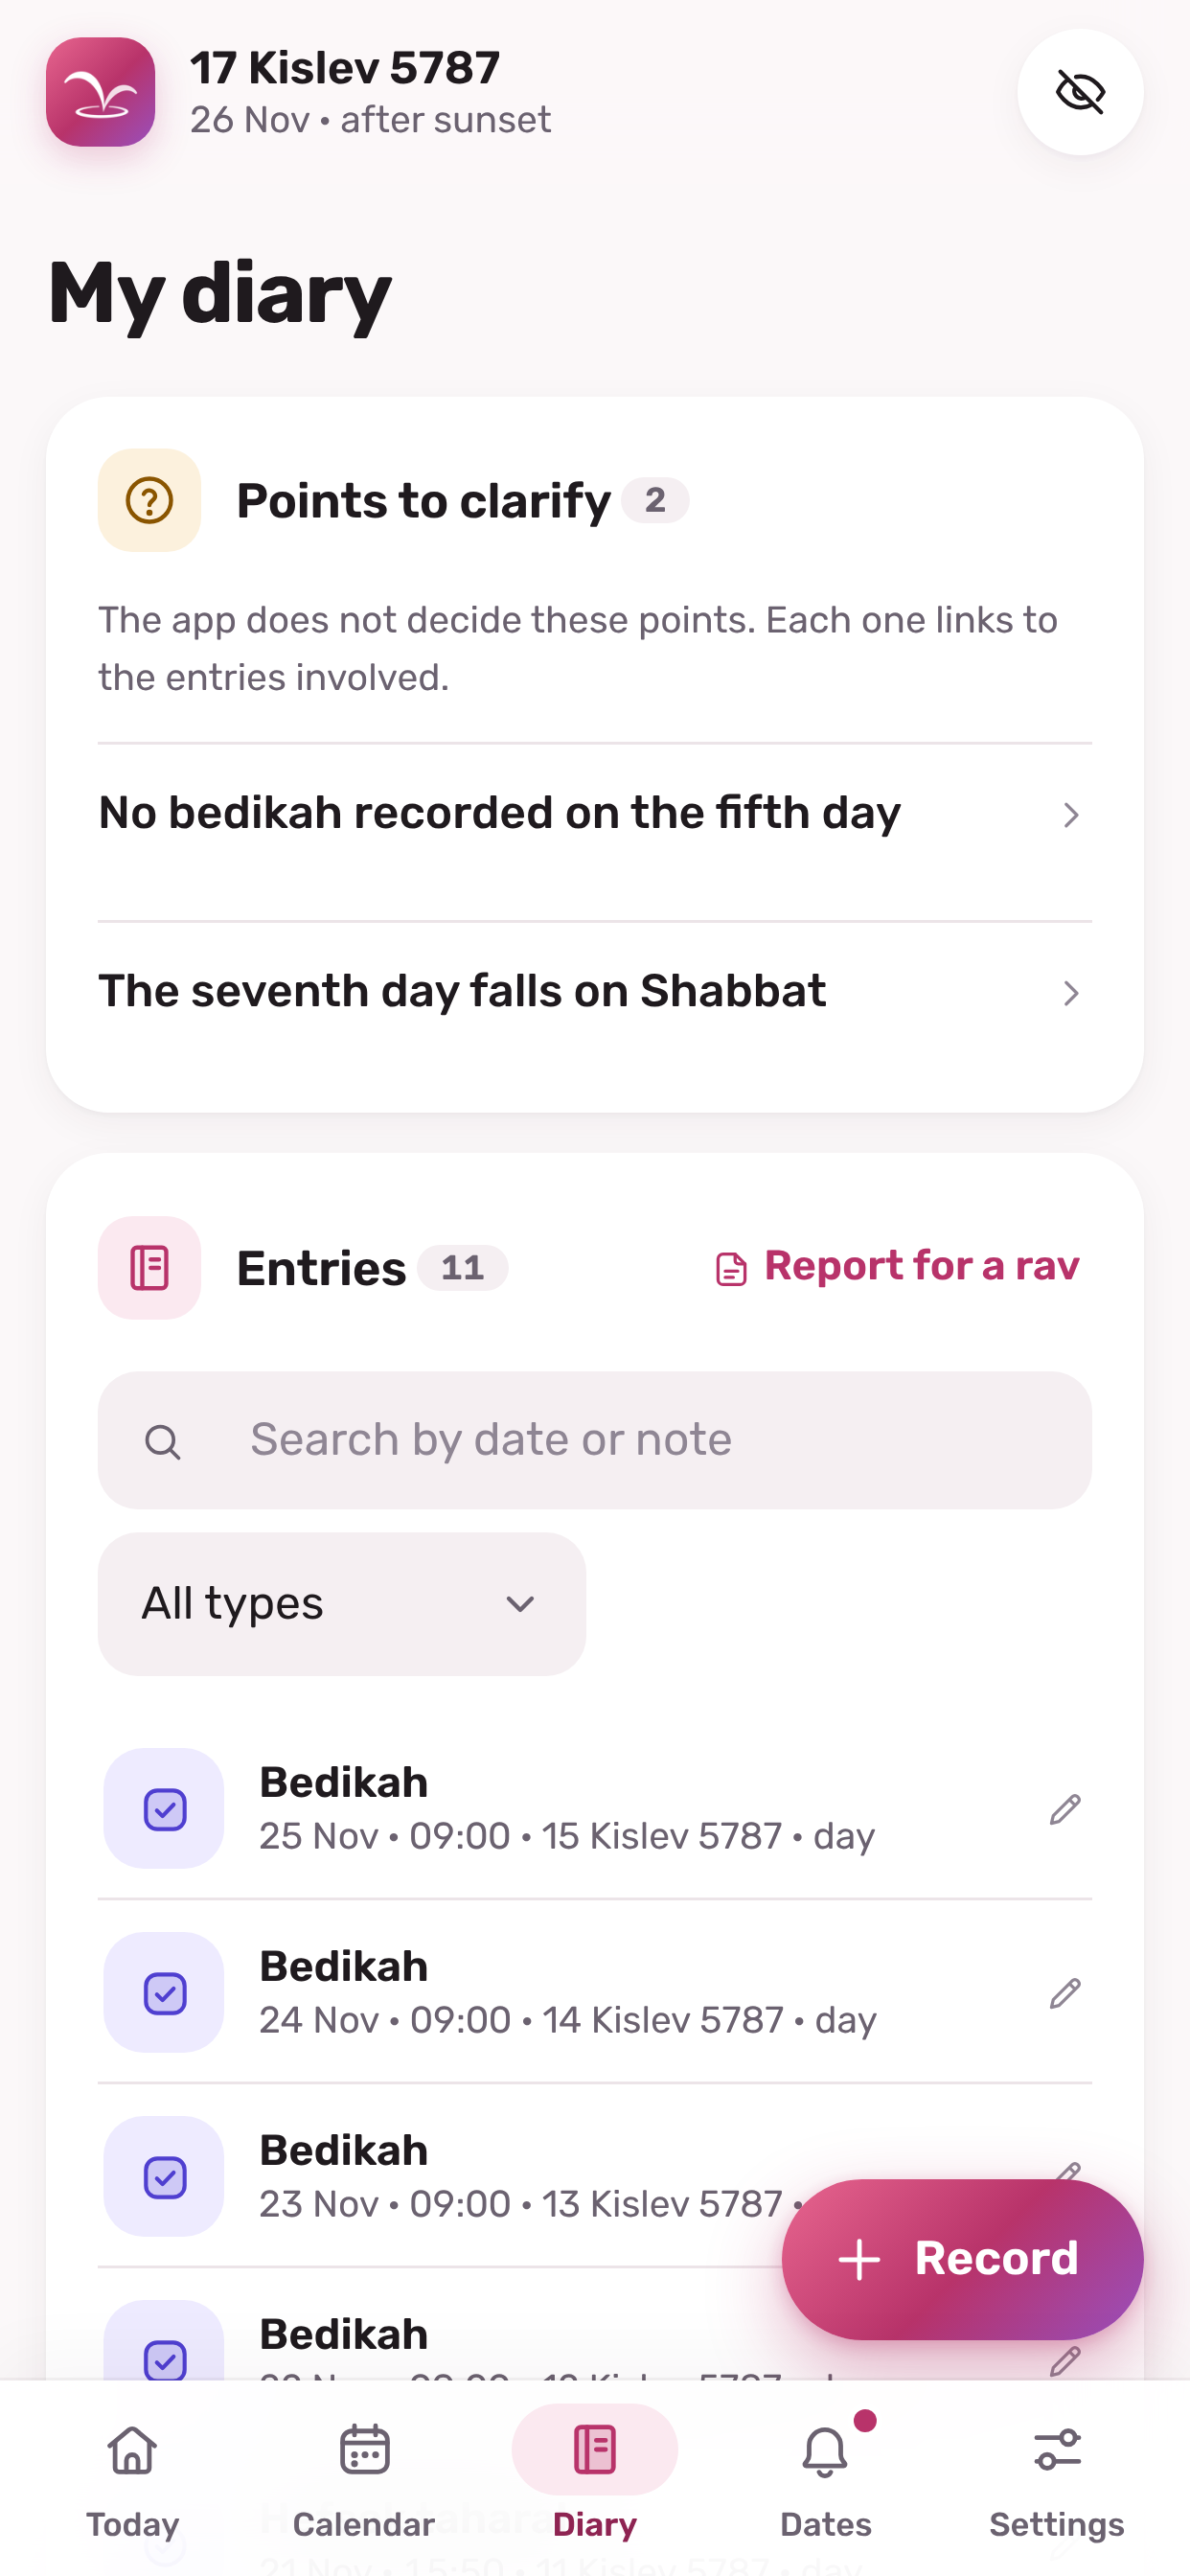 17 Kislev 5787
26 Nov • after sunset
My diary
Points to clarify 2
The app does not decide these points. Each one links to
the entries involved.
No bedikah recorded on the fifth day
The seventh day falls on Shabbat
Entries 11
Report for a rav
Search by date or note
All types
Bedikah
25 Nov • 09:00 • 15 Kislev 5787 • day
Bedikah
24 Nov • 09:00 • 14 Kislev 5787 • day
Bedikah
23 Nov • 09:00 • 13 Kislev 5787 •
Record
Bedikah
Today
Calendar
Diary
Dates
Settings